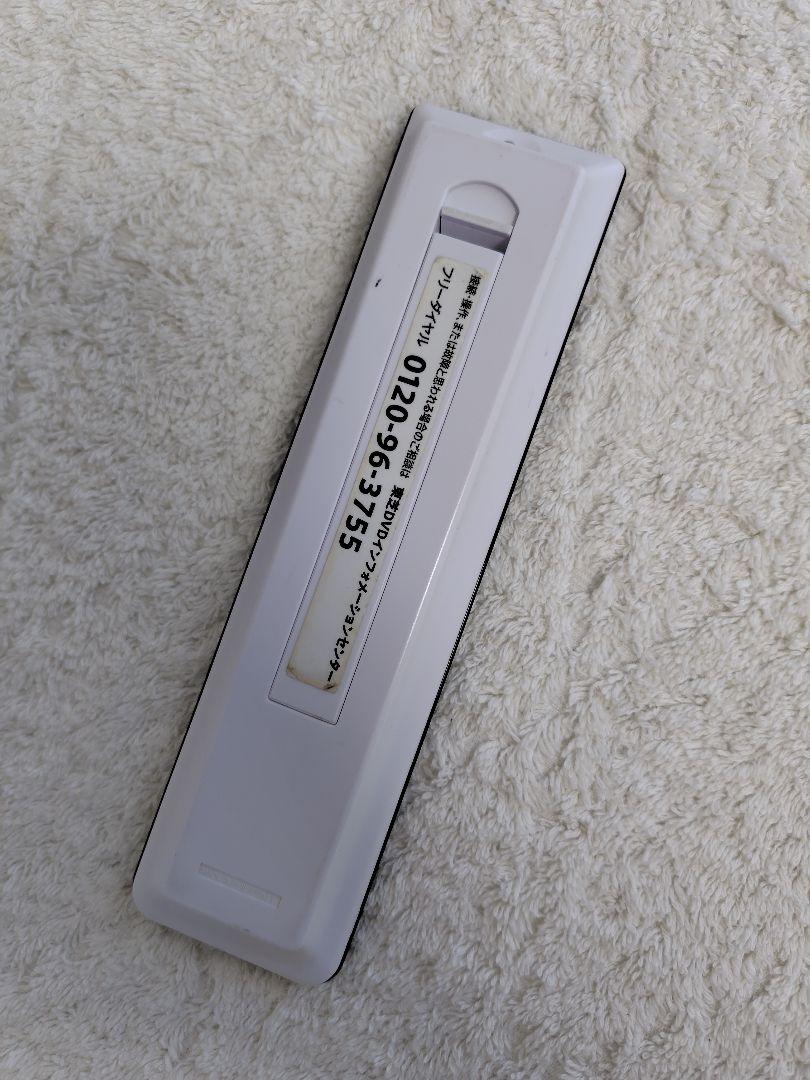 接続・操作、または故障と思われる場合のご相談は 東芝DVDインフォメーションセンターへ
フリーダイヤル 0120-96-3755